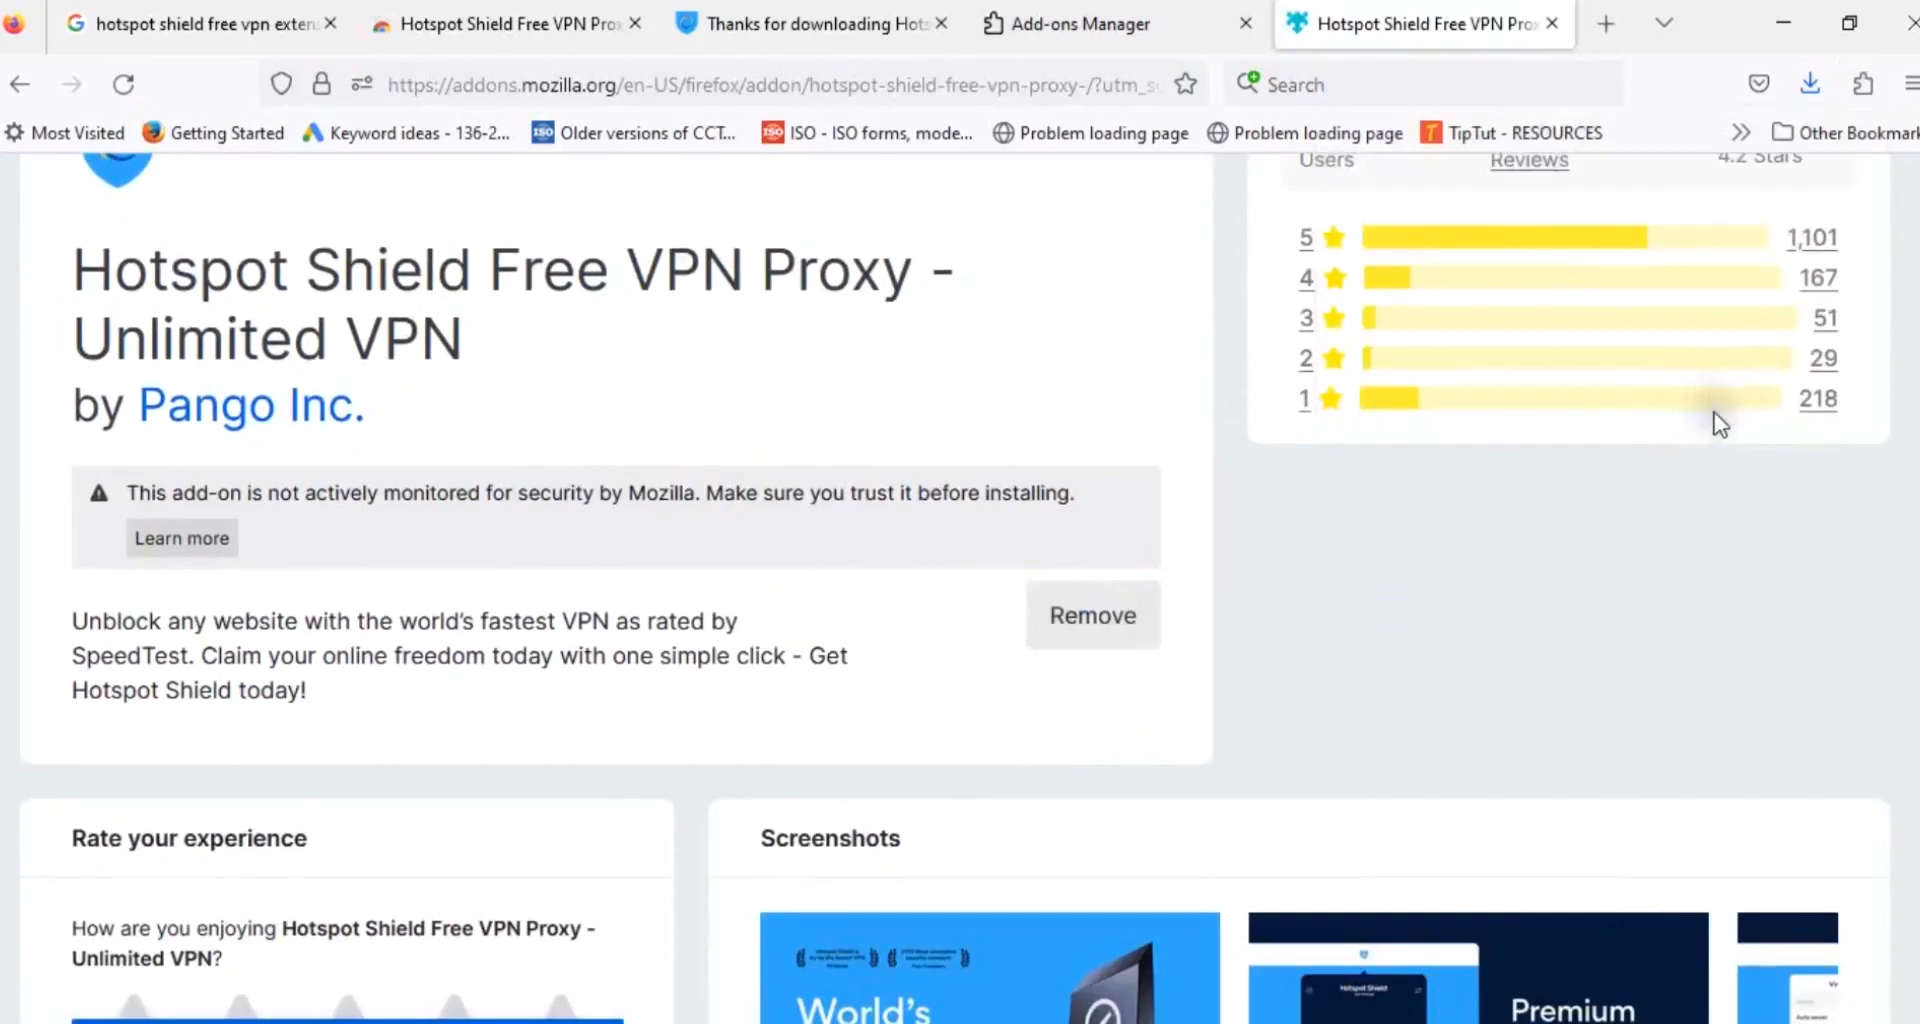 hotspot shield free vpn exten
Hotspot Shield Free VPN Pro
Thanks for downloading Hots
Add-ons Manager
Hotspot Shield Free VPN Pro
https://addons.mozilla.org/en-US/firefox/addon/hotspot-shield-free-vpn-proxy-/?utm_s
Search
Most Visited
Getting Started
Keyword ideas - 136-2...
ISO
Older versions of CCT...
ISO
ISO - ISO forms, mode...
Problem loading page
Problem loading page
TipTut - RESOURCES
Other Bookmark
Users
Reviews
4.2 Stars
5 1,101
4 167
3 51
2 29
1 218
Hotspot Shield Free VPN Proxy -
Unlimited VPN
by Pango Inc.
This add-on is not actively monitored for security by Mozilla. Make sure you trust it before installing.
Learn more
Unblock any website with the world's fastest VPN as rated by
SpeedTest. Claim your online freedom today with one simple click - Get
Hotspot Shield today!
Remove
Rate your experience
How are you enjoying Hotspot Shield Free VPN Proxy -
Unlimited VPN?
Screenshots
World's
Hotspot Shield
Premium